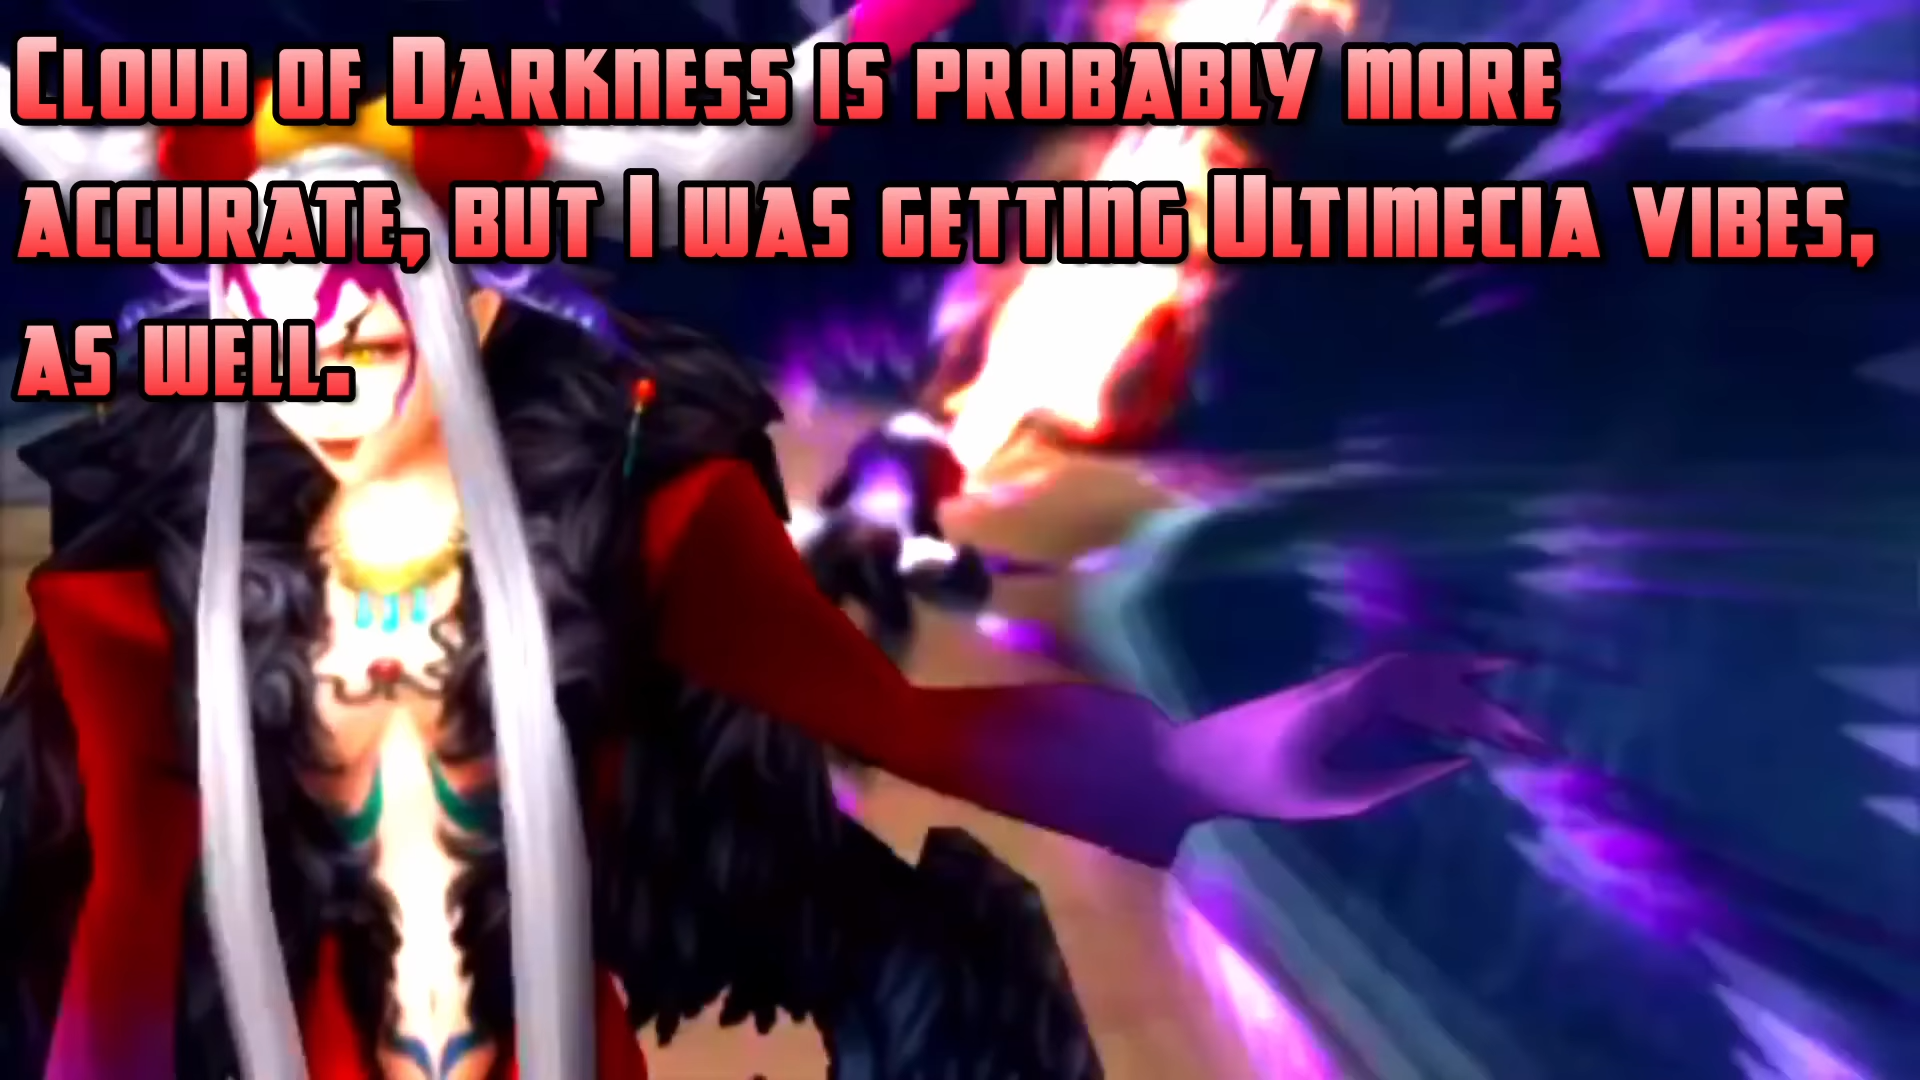 Cloud of Darkness is probably more
accurate, but I was getting Ultimecia vibes,
as well.